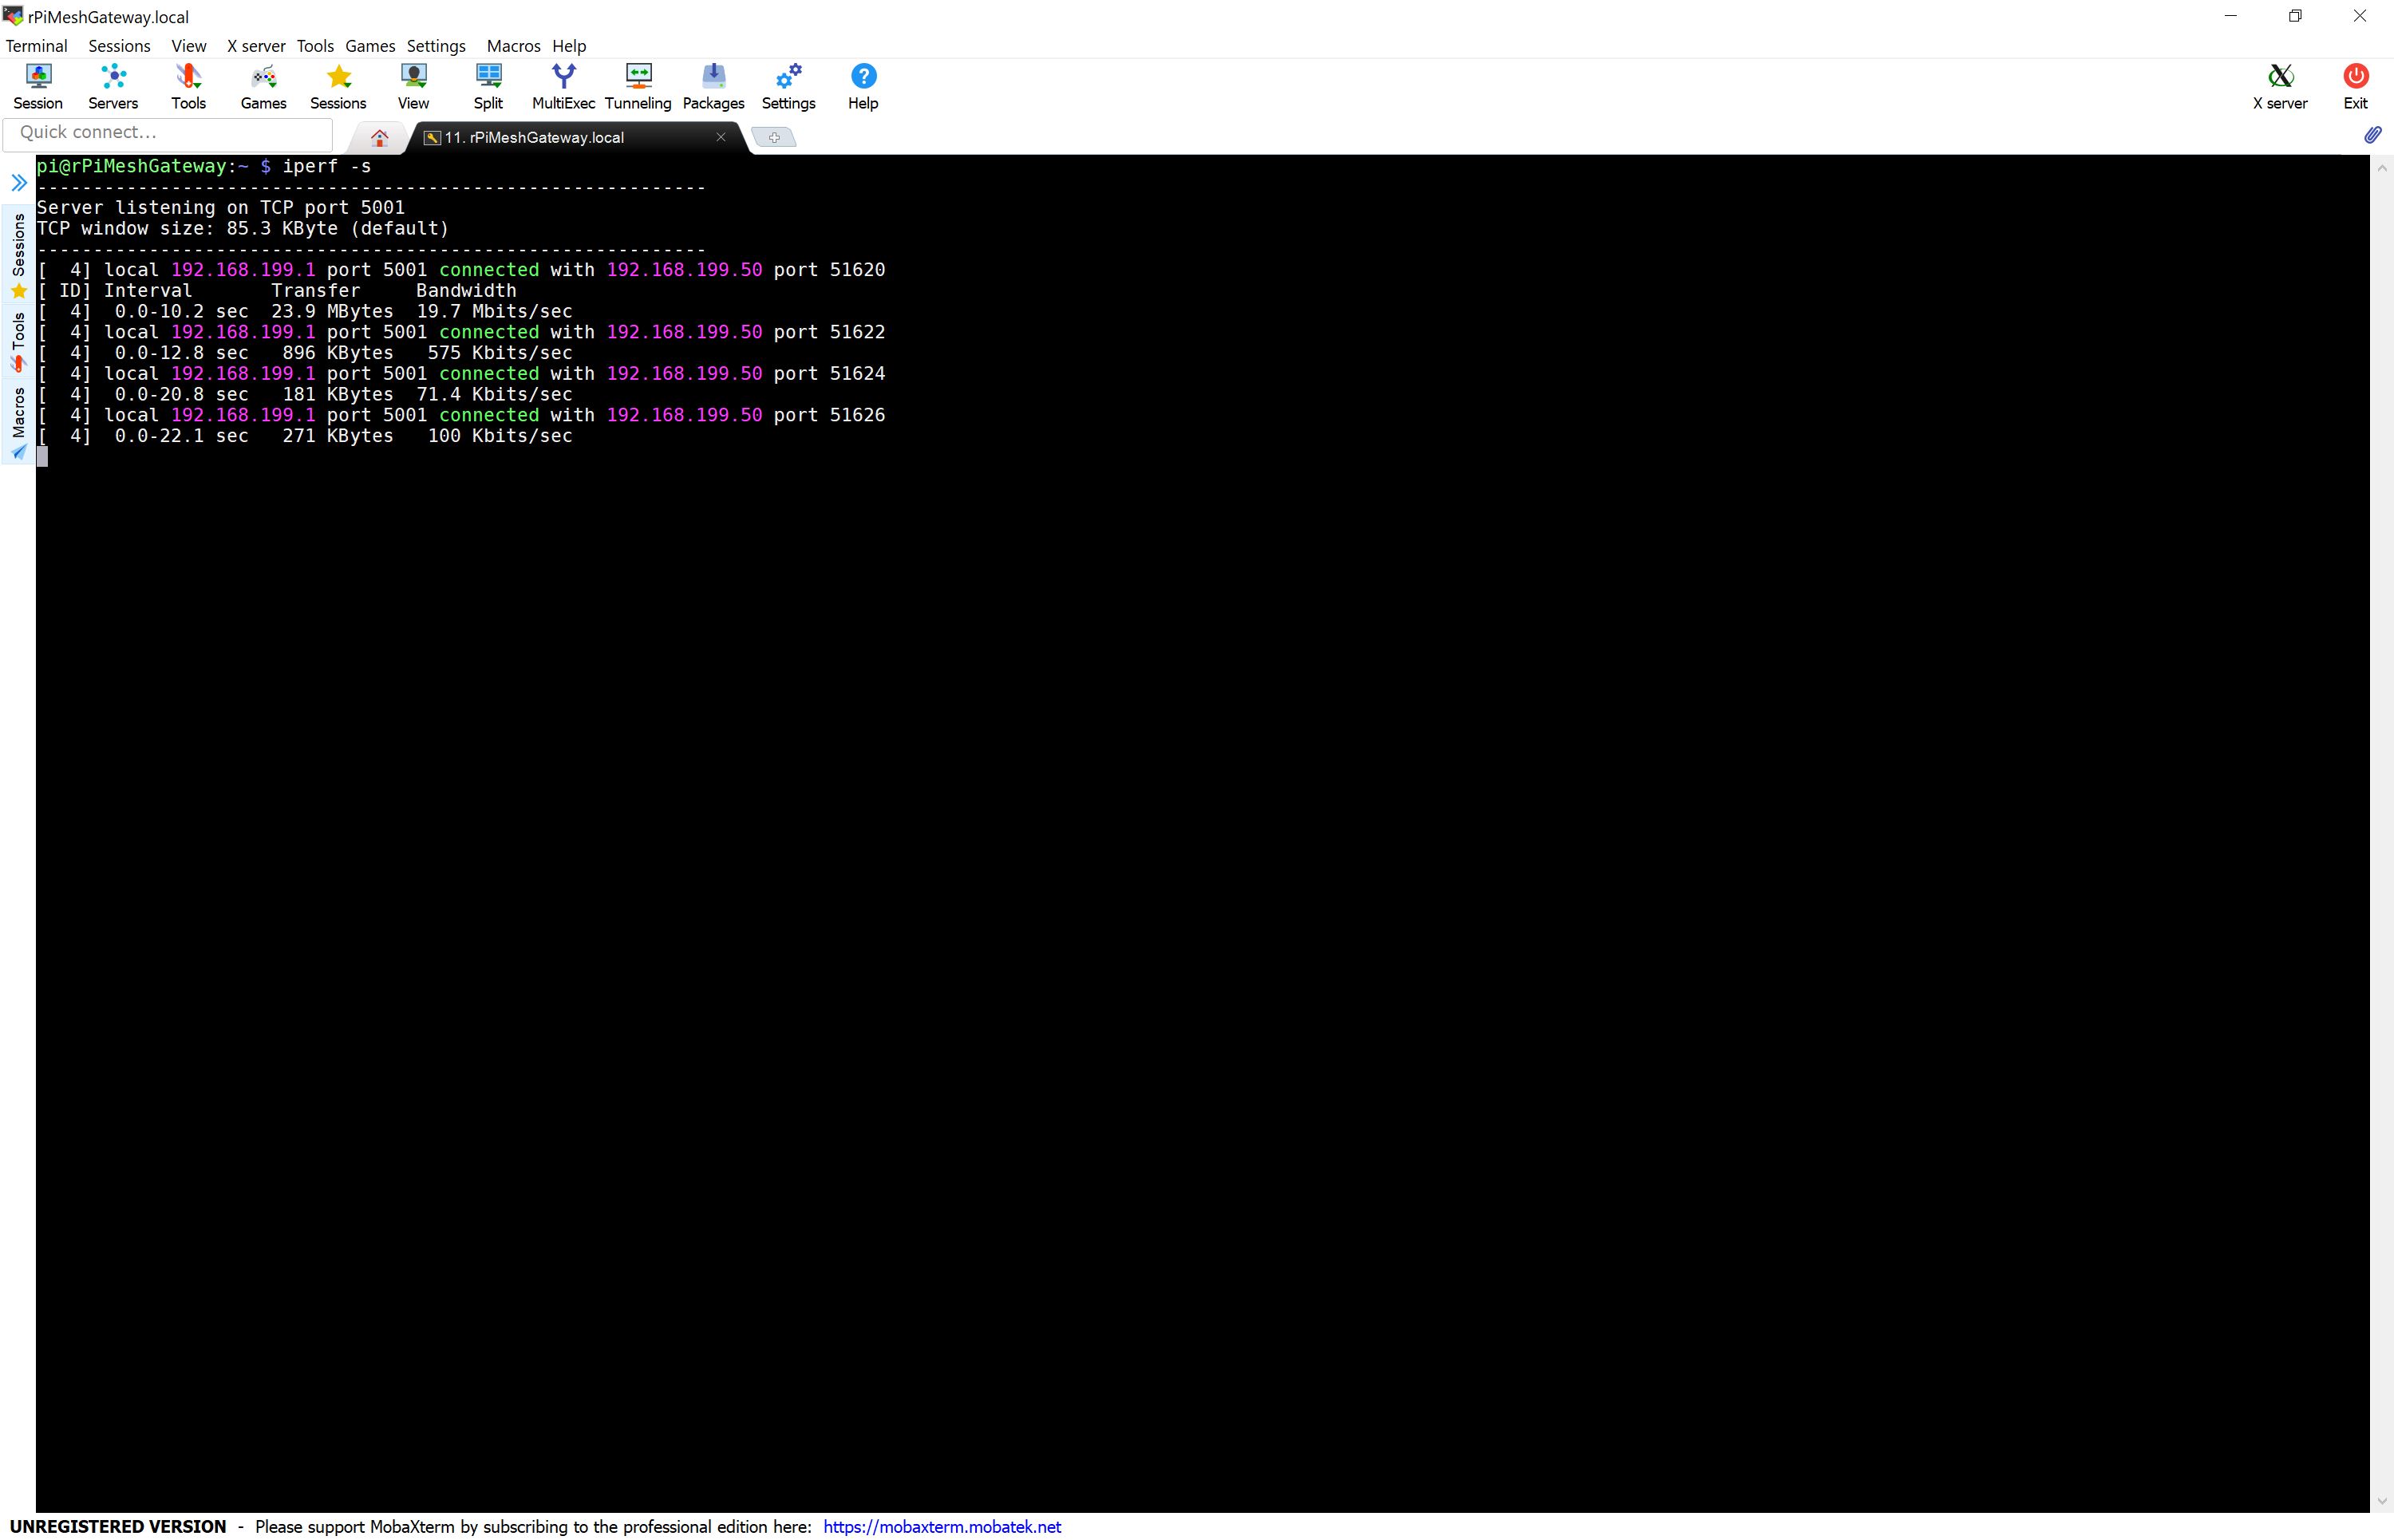 rPiMeshGateway.local
Terminal Sessions View X server Tools Games Settings Macros Help
Session Servers Tools Games Sessions View Split MultiExec Tunneling Packages Settings Help X server Exit
Quick connect...
11. rPiMeshGateway.local
Sessions
Tools
Macros
pi@rPiMeshGateway:~ $ iperf -s
------------------------------------------------------------
Server listening on TCP port 5001
TCP window size: 85.3 KByte (default)
------------------------------------------------------------
[  4] local 192.168.199.1 port 5001 connected with 192.168.199.50 port 51620
[ ID] Interval       Transfer     Bandwidth
[  4]  0.0-10.2 sec  23.9 MBytes  19.7 Mbits/sec
[  4] local 192.168.199.1 port 5001 connected with 192.168.199.50 port 51622
[  4]  0.0-12.8 sec   896 KBytes   575 Kbits/sec
[  4] local 192.168.199.1 port 5001 connected with 192.168.199.50 port 51624
[  4]  0.0-20.8 sec   181 KBytes  71.4 Kbits/sec
[  4] local 192.168.199.1 port 5001 connected with 192.168.199.50 port 51626
[  4]  0.0-22.1 sec   271 KBytes   100 Kbits/sec
UNREGISTERED VERSION - Please support MobaXterm by subscribing to the professional edition here: https://mobaxterm.mobatek.net